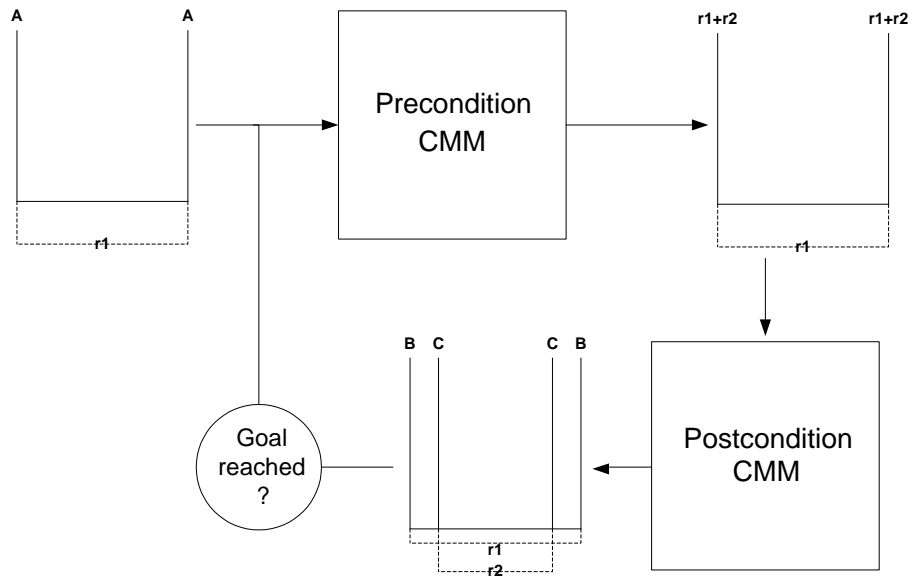 A A
Precondition
CMM
r1+r2 r1+r2
r1
r1
B C C B
Goal
reached
?
Postcondition
CMM
r1
r2